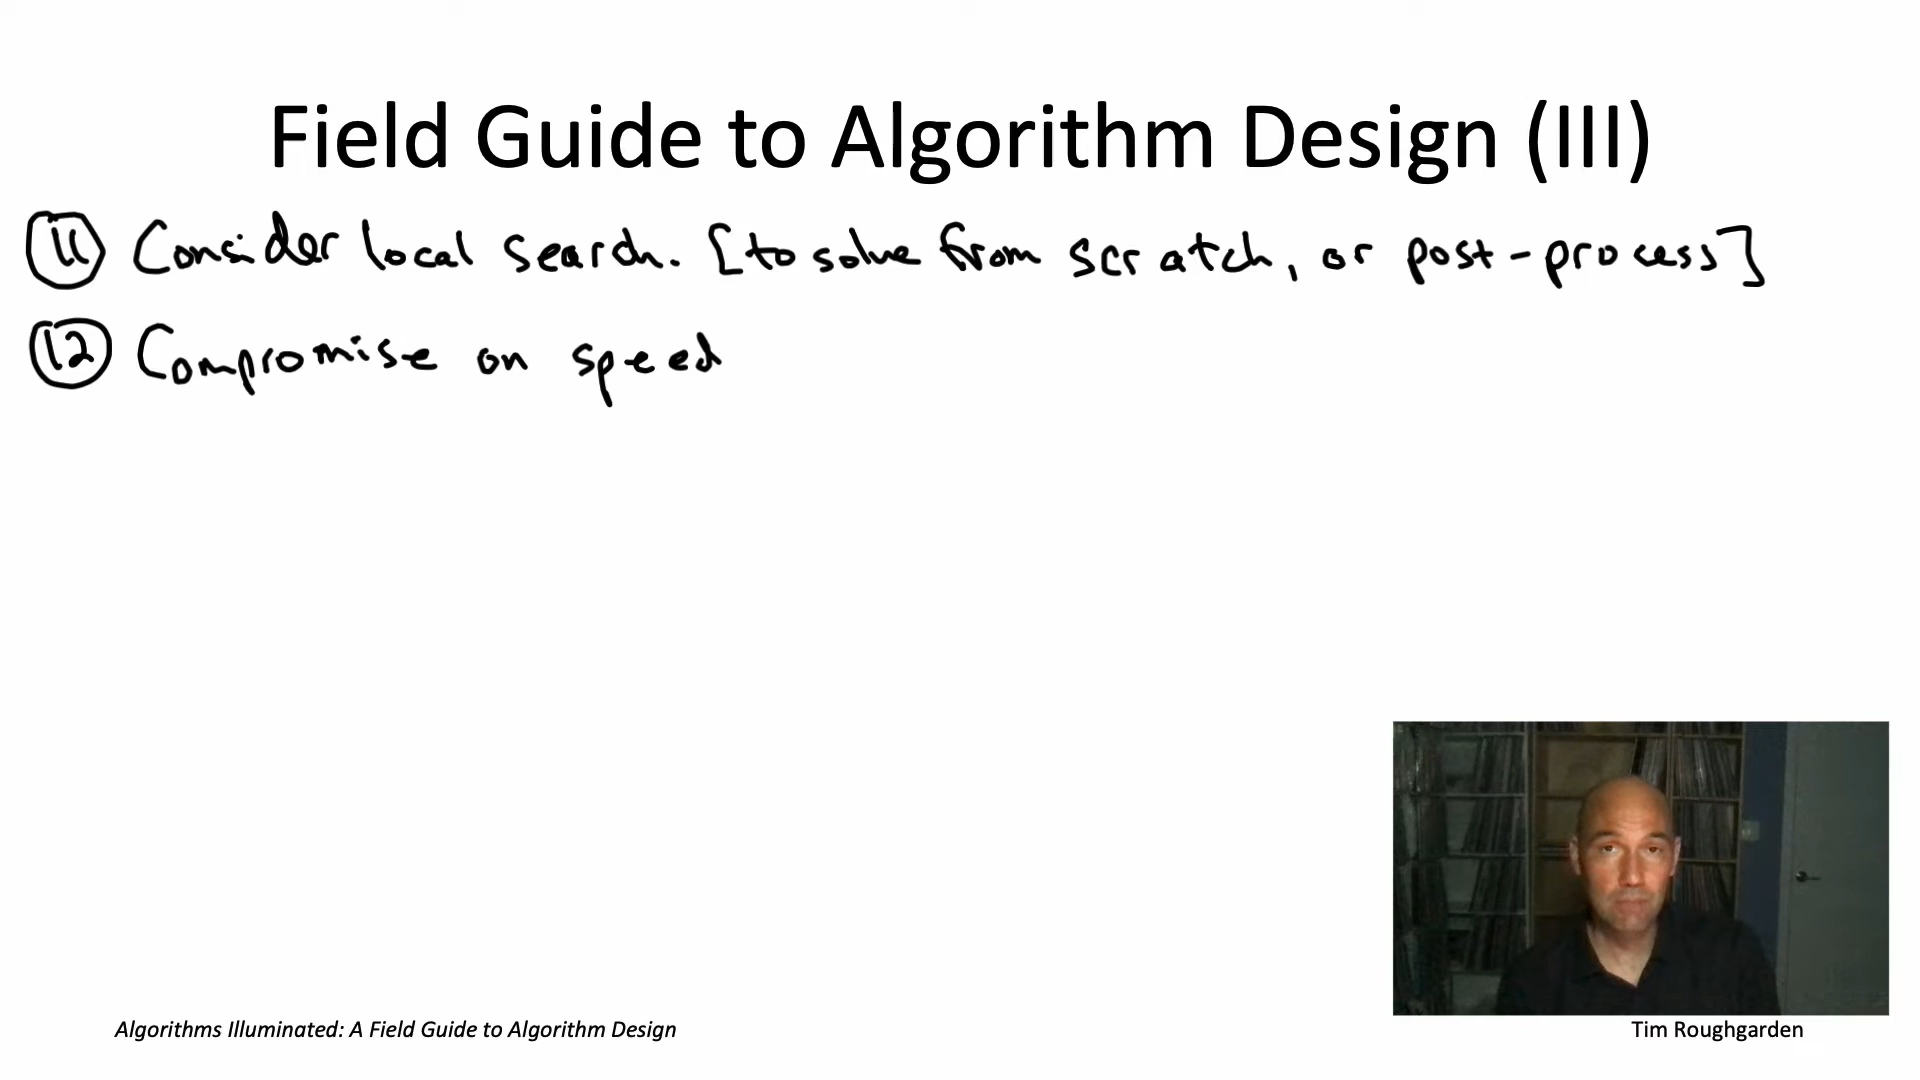 Field Guide to Algorithm Design (III)
11 Consider local search. [to solve from scratch, or post-process]
12 Compromise on speed
Algorithms Illuminated: A Field Guide to Algorithm Design
Tim Roughgarden